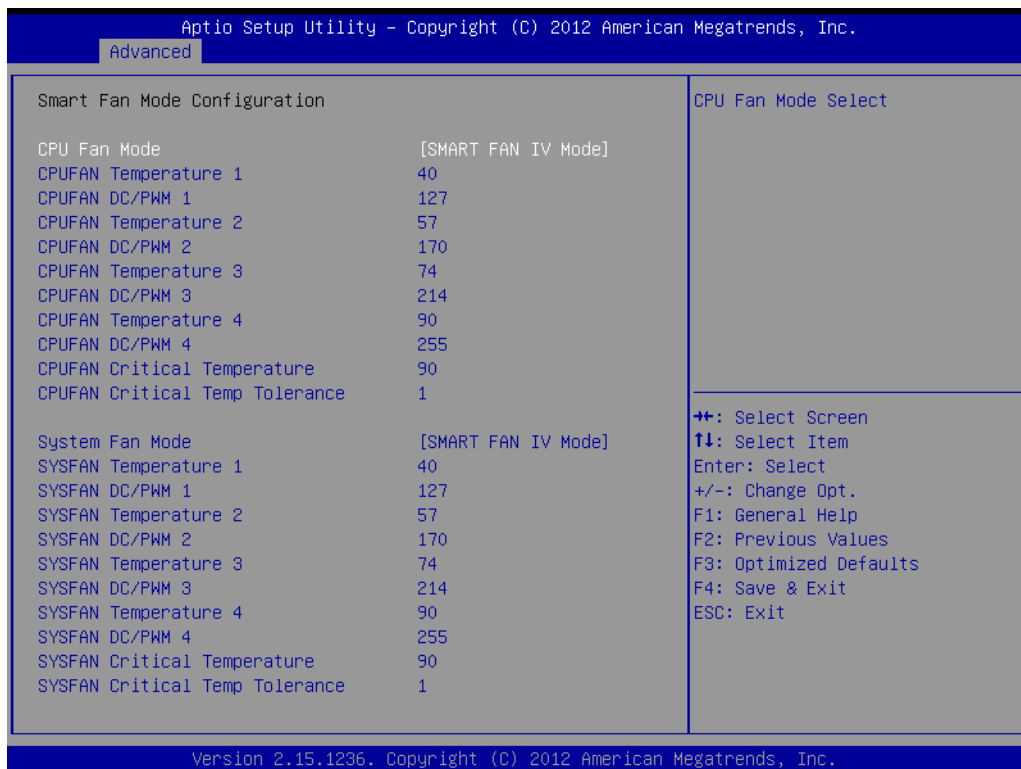 Aptio Setup Utility – Copyright (C) 2012 American Megatrends, Inc.
Advanced
Smart Fan Mode Configuration
CPU Fan Mode [SMART FAN IV Mode]
CPUFAN Temperature 1 40
CPUFAN DC/PWM 1 127
CPUFAN Temperature 2 57
CPUFAN DC/PWM 2 170
CPUFAN Temperature 3 74
CPUFAN DC/PWM 3 214
CPUFAN Temperature 4 90
CPUFAN DC/PWM 4 255
CPUFAN Critical Temperature 90
CPUFAN Critical Temp Tolerance 1
System Fan Mode [SMART FAN IV Mode]
SYSFAN Temperature 1 40
SYSFAN DC/PWM 1 127
SYSFAN Temperature 2 57
SYSFAN DC/PWM 2 170
SYSFAN Temperature 3 74
SYSFAN DC/PWM 3 214
SYSFAN Temperature 4 90
SYSFAN DC/PWM 4 255
SYSFAN Critical Temperature 90
SYSFAN Critical Temp Tolerance 1
CPU Fan Mode Select
→←: Select Screen
↑↓: Select Item
Enter: Select
+/-: Change Opt.
F1: General Help
F2: Previous Values
F3: Optimized Defaults
F4: Save & Exit
ESC: Exit
Version 2.15.1236. Copyright (C) 2012 American Megatrends, Inc.